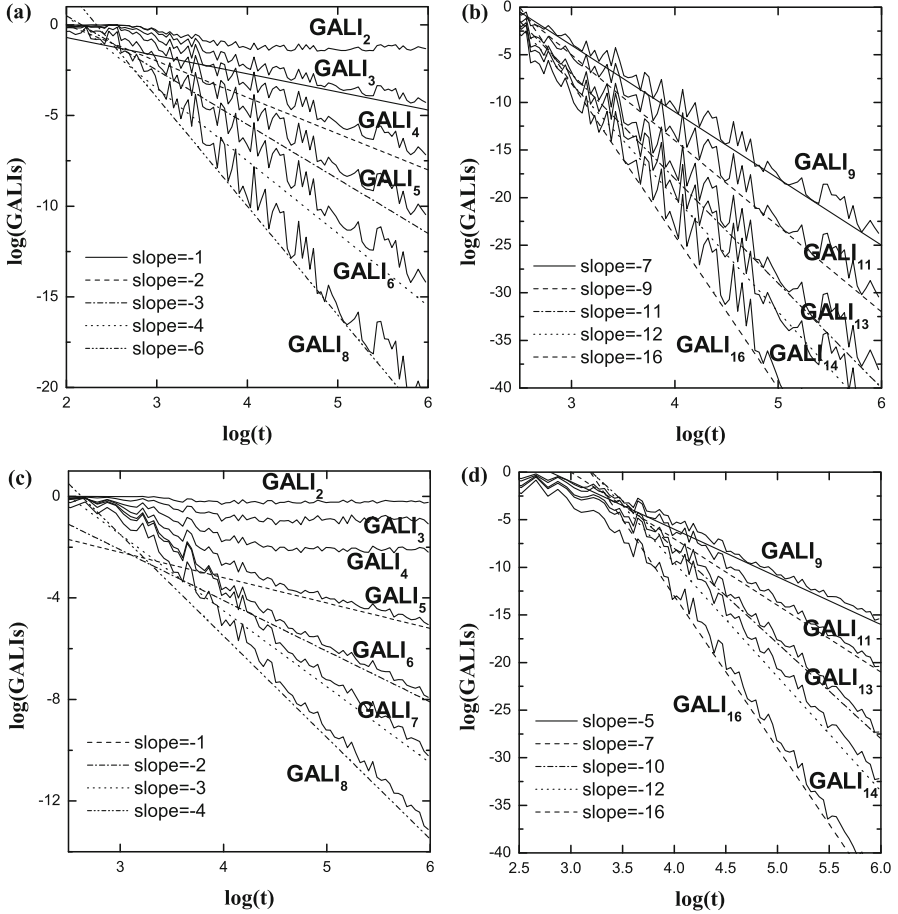 (a)
log(GALIs)
0
-5
-10
-15
-20
2 3 4 5 6
log(t)
GALI2
GALI3
GALI4
GALI5
GALI6
GALI8
slope=-1
slope=-2
slope=-3
slope=-4
slope=-6
(b)
log(GALIs)
0
-5
-10
-15
-20
-25
-30
-35
-40
3 4 5 6
log(t)
GALI9
GALI11
GALI13
GALI14
GALI16
slope=-7
slope=-9
slope=-11
slope=-12
slope=-16
(c)
log(GALIs)
0
-4
-8
-12
3 4 5 6
log(t)
GALI2
GALI3
GALI4
GALI5
GALI6
GALI7
GALI8
slope=-1
slope=-2
slope=-3
slope=-4
(d)
log(GALIs)
0
-5
-10
-15
-20
-25
-30
-35
-40
2.5 3.0 3.5 4.0 4.5 5.0 5.5 6.0
log(t)
GALI9
GALI11
GALI13
GALI16
GALI14
slope=-5
slope=-7
slope=-10
slope=-12
slope=-16